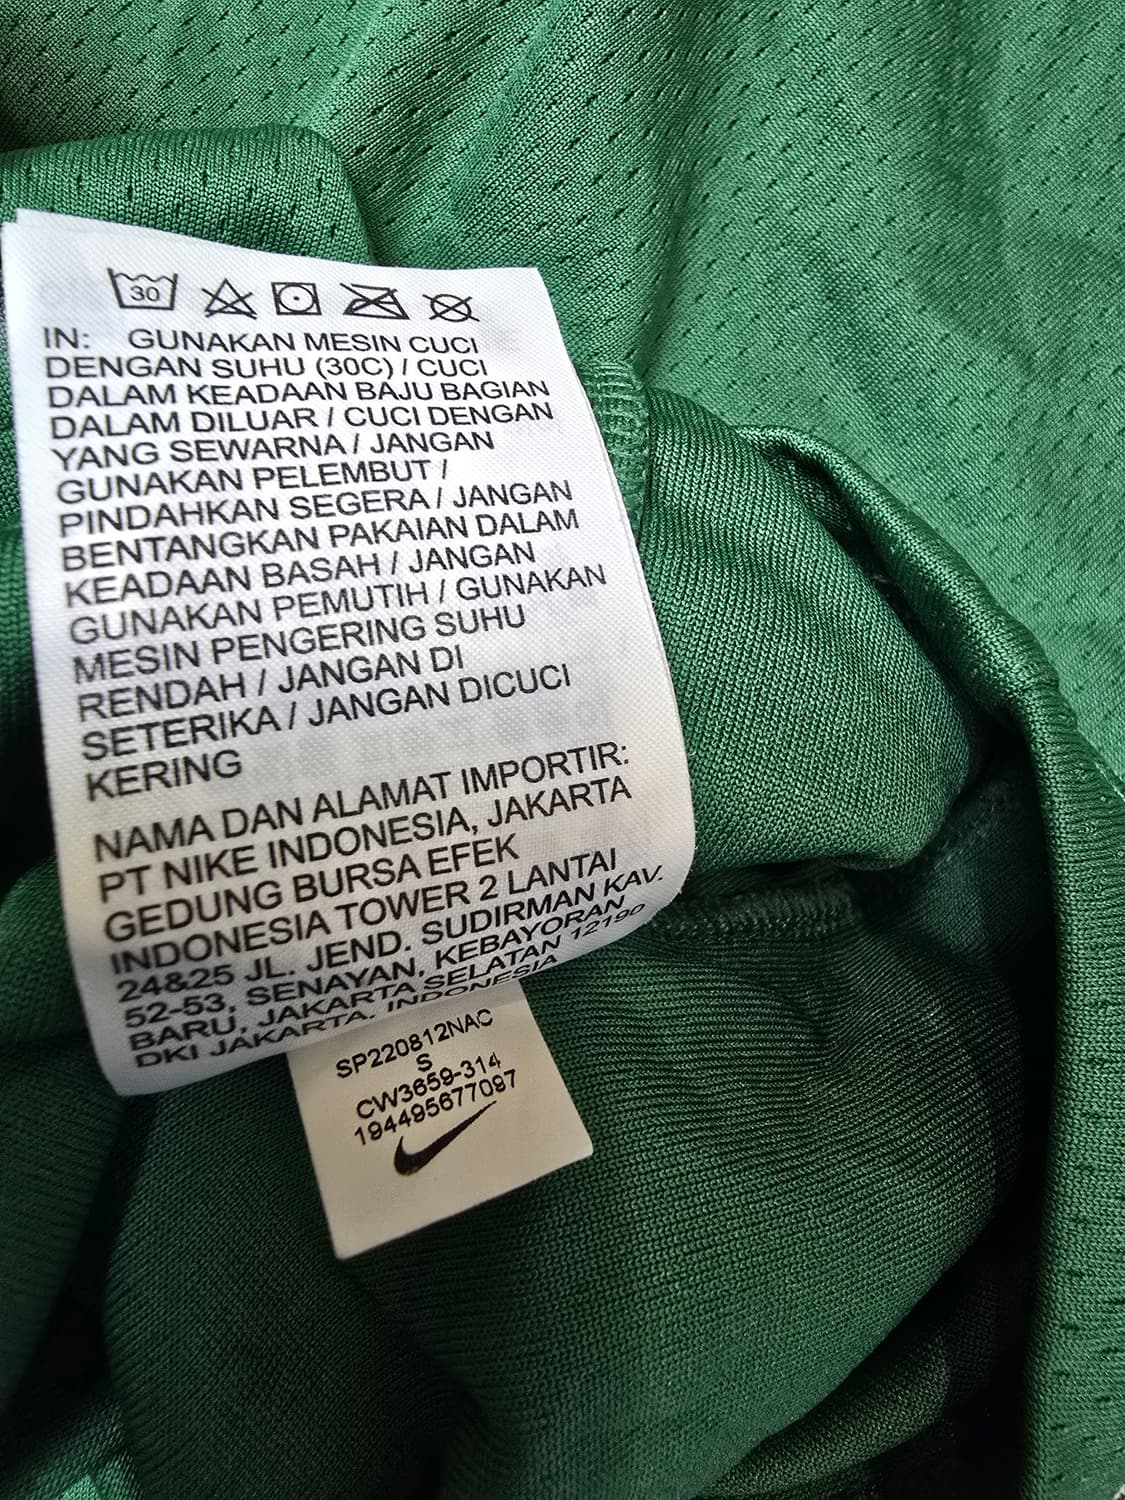 30
IN: GUNAKAN MESIN CUCI
DENGAN SUHU (30C) / CUCI
DALAM KEADAAN BAJU BAGIAN
DALAM DILUAR / CUCI DENGAN
YANG SEWARNA / JANGAN
GUNAKAN PELEMBUT /
PINDAHKAN SEGERA / JANGAN
BENTANGKAN PAKAIAN DALAM
KEADAAN BASAH / JANGAN
GUNAKAN PEMUTIH / GUNAKAN
MESIN PENGERING SUHU
RENDAH / JANGAN DI
SETERIKA / JANGAN DICUCI
KERING
NAMA DAN ALAMAT IMPORTIR:
PT NIKE INDONESIA, JAKARTA
GEDUNG BURSA EFEK
INDONESIA TOWER 2 LANTAI
24&25 JL. JEND. SUDIRMAN KAV.
52-53, SENAYAN, KEBAYORAN
BARU, JAKARTA SELATAN 12190
DKI JAKARTA. INDONESIA
SP220812NAC
S
CW3659-314
194495677097